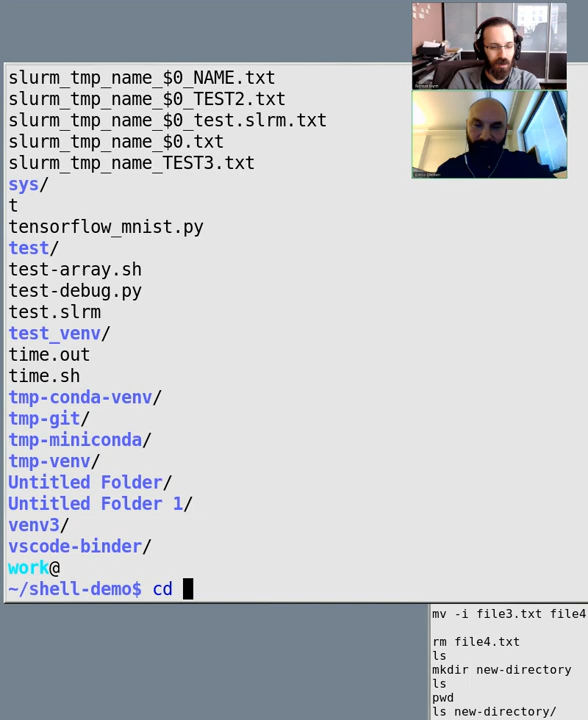 slurm_tmp_name_$0_NAME.txt
slurm_tmp_name_$0_TEST2.txt
slurm_tmp_name_$0_test.slrm.txt
slurm_tmp_name_$0.txt
slurm_tmp_name_TEST3.txt
sys/
t
tensorflow_mnist.py
test/
test-array.sh
test-debug.py
test.slrm
test_venv/
time.out
time.sh
tmp-conda-venv/
tmp-git/
tmp-miniconda/
tmp-venv/
Untitled Folder/
Untitled Folder 1/
venv3/
vscode-binder/
work@
~/shell-demo$ cd
mv -i file3.txt file4
rm file4.txt
ls
mkdir new-directory
ls
pwd
ls new-directory/